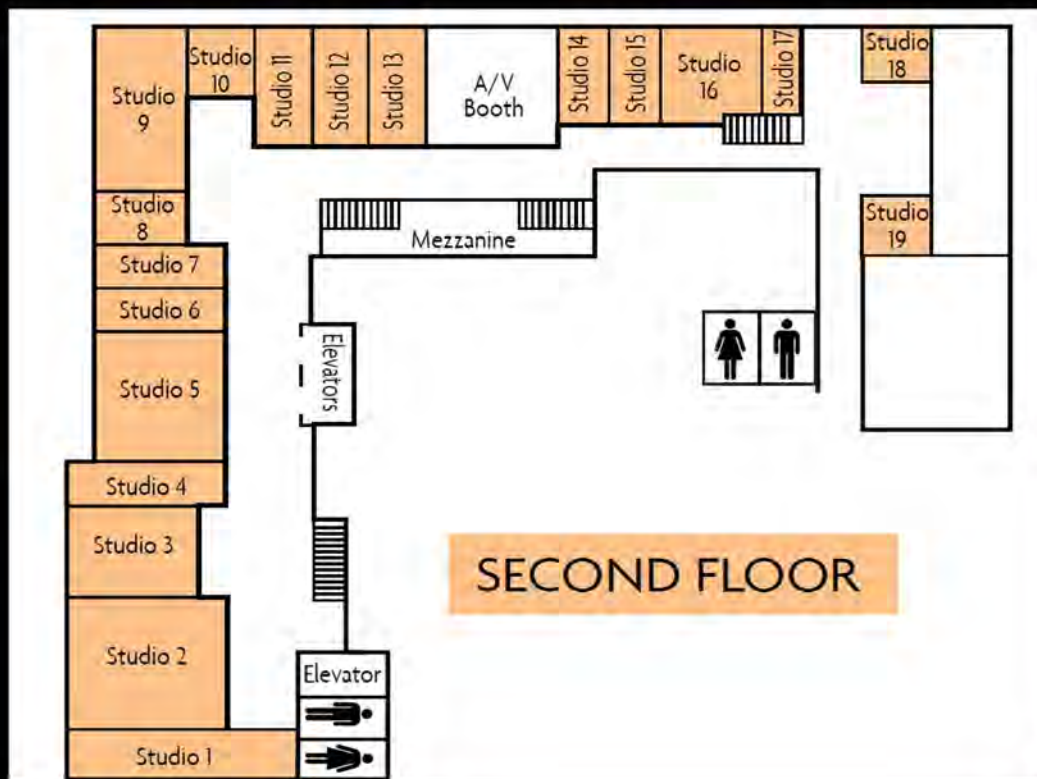 Studio
9
Studio
10
Studio 11
Studio 12
Studio 13
A/V
Booth
Studio 14
Studio 15
Studio
16
Studio 17
Studio
18
Studio
8
Studio
19
Mezzanine
Studio 7
Studio 6
Elevators
Studio 5
Studio 4
Studio 3
SECOND FLOOR
Studio 2
Elevator
Studio 1